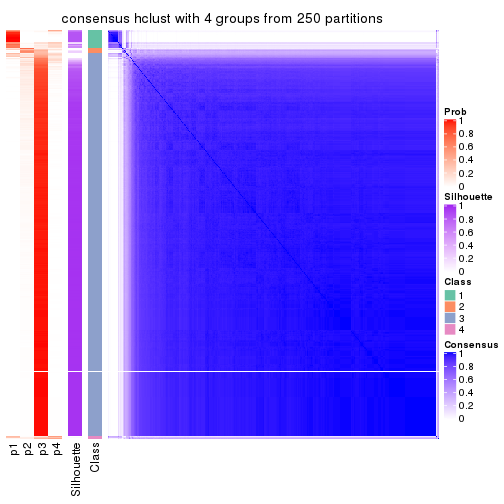 consensus hclust with 4 groups from 250 partitions
Prob
1
0.8
0.6
0.4
0.2
0
Silhouette
1
0.8
0.6
0.4
0.2
0
Class
1
2
3
4
Consensus
1
0.8
0.6
0.4
0.2
0
p1
p2
p3
p4
Silhouette
Class